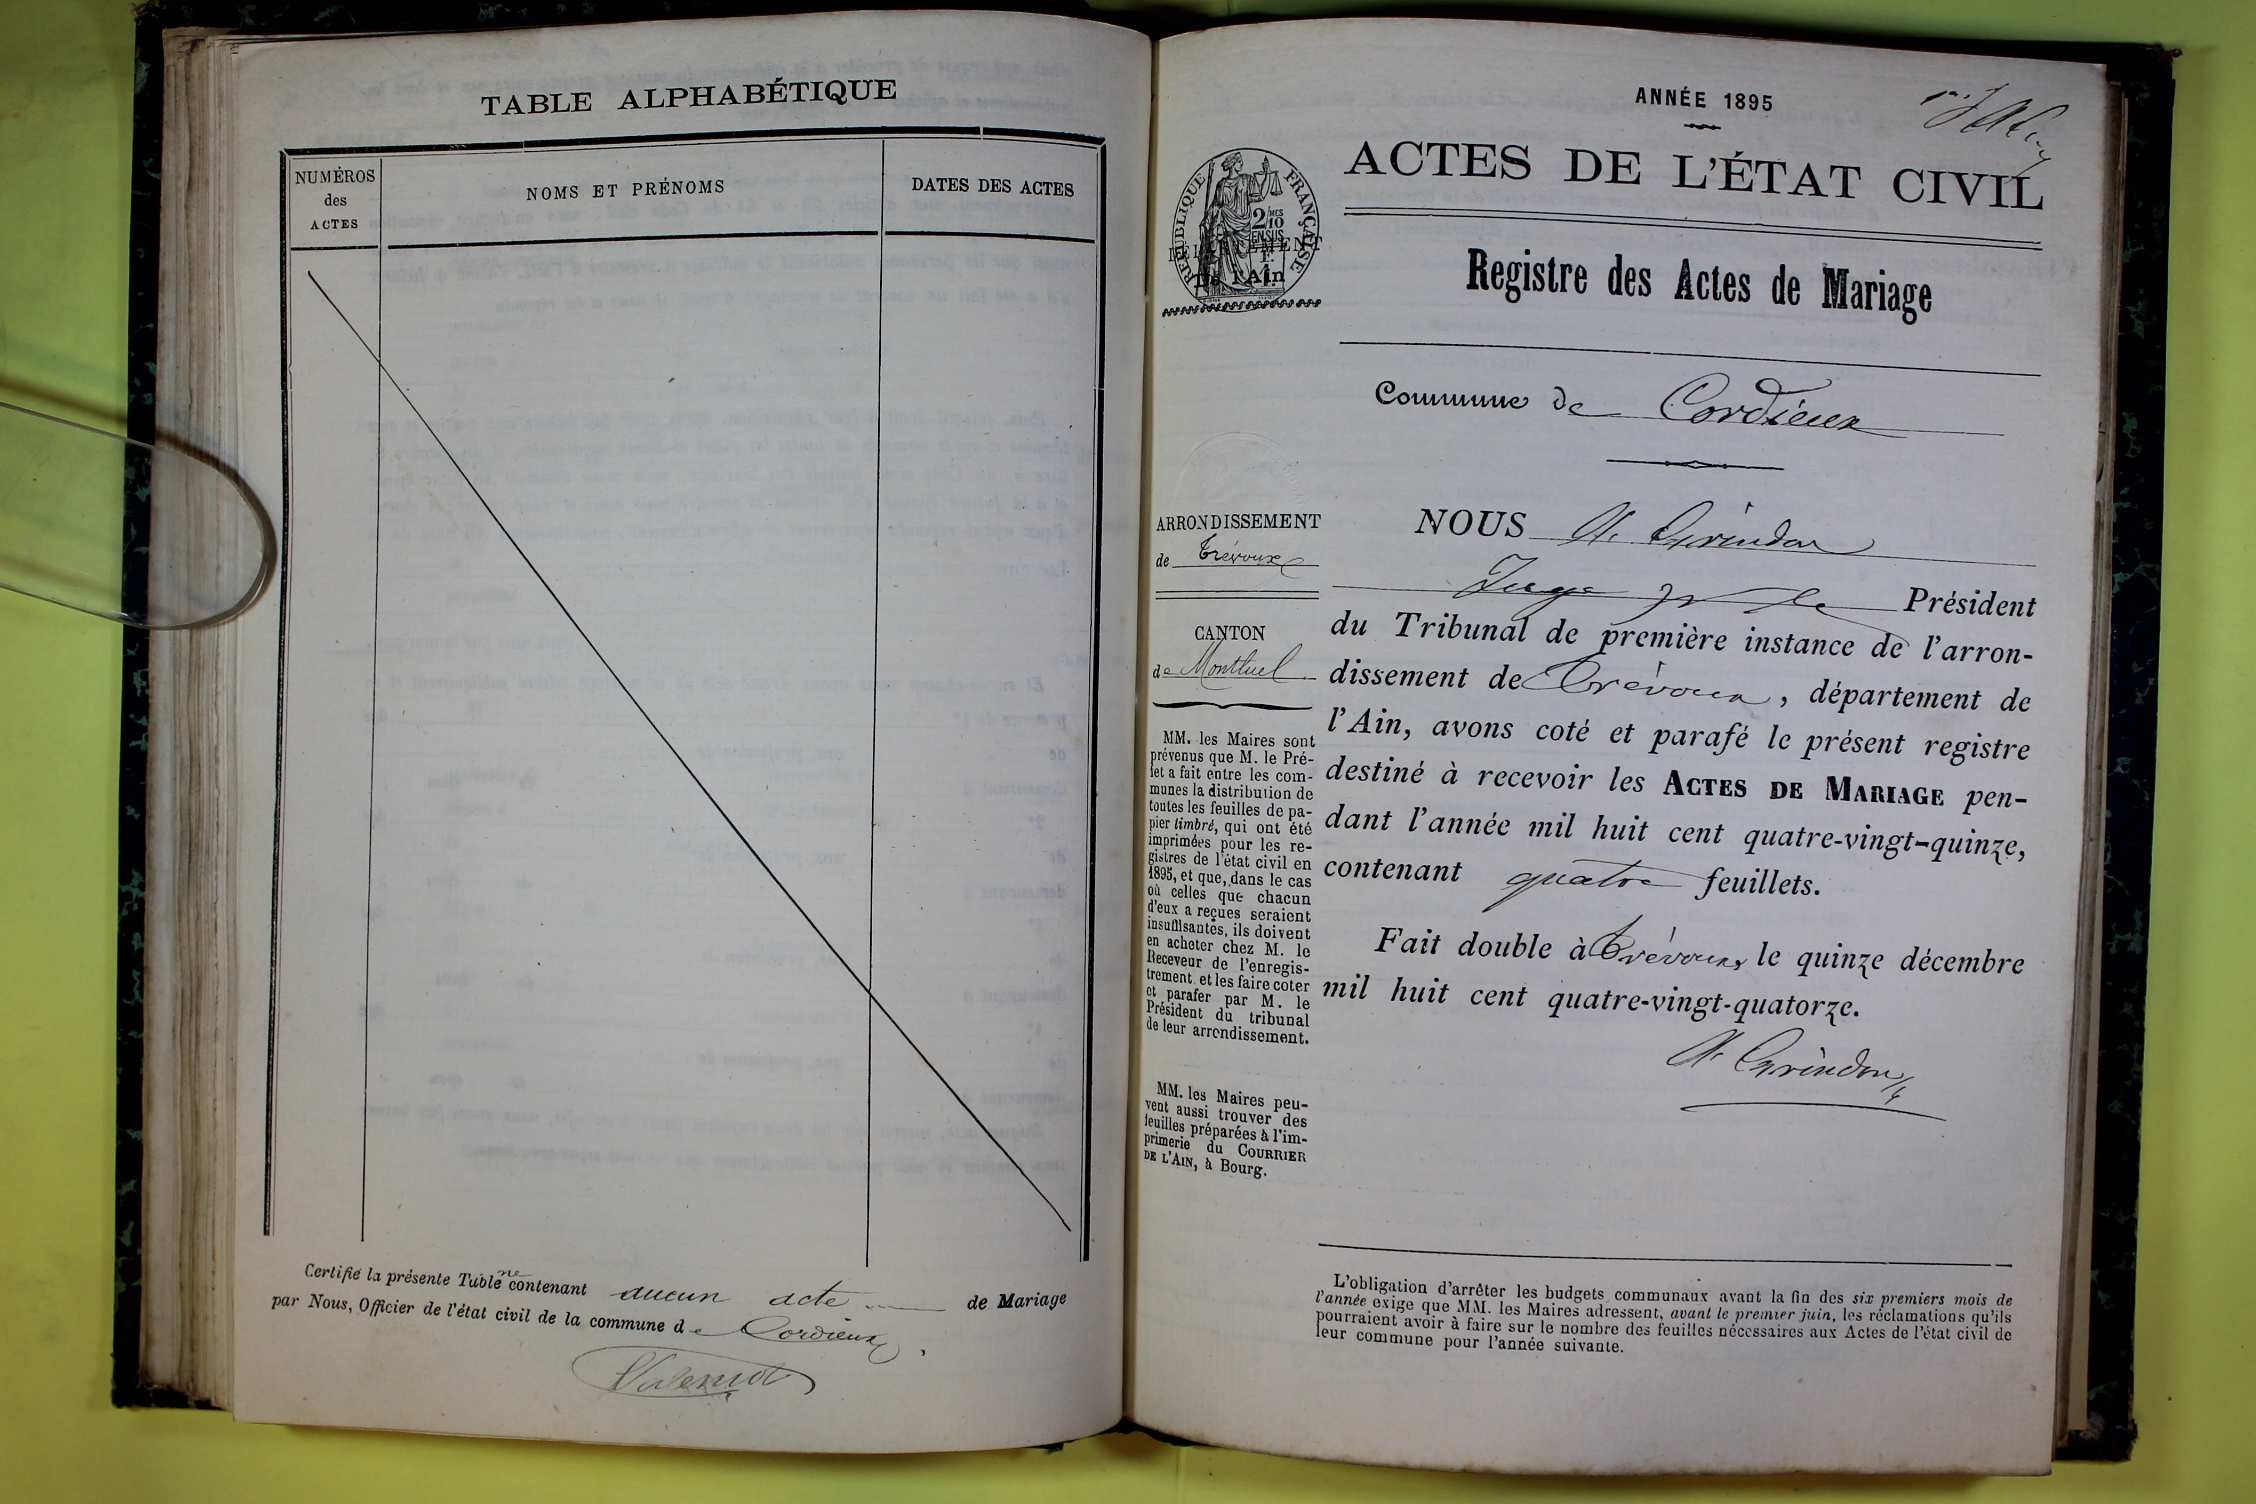 TABLE ALPHABÉTIQUE
NUMÉROS
des
ACTES
NOMS ET PRÉNOMS
DATES DES ACTES
Certifié la présente Table ne contenant aucun acte de Mariage
par Nous, Officier de l'état civil de la commune de Cordieux.
ANNÉE 1895
ACTES DE L'ÉTAT CIVIL
RÉPUBLIQUE FRANÇAISE
2/10
DÉPARTEMENT
De l'Ain
Registre des Actes de Mariage
Commune de Cordieux
ARRONDISSEMENT
de Trévoux
CANTON
de Montluel
MM. les Maires sont
prévenus que M. le Pré-
fet a fait entre les com-
munes la distribution de
toutes les feuilles de pa-
pier timbré, qui ont été
imprimées pour les re-
gistres de l'état civil en
1895, et que, dans le cas
où celles que chacun
d'eux a reçues seraient
insuffisantes, ils doivent
en acheter chez M. le
Receveur de l'enregis-
trement et les faire coter
et parafer par M. le
Président du tribunal
de leur arrondissement.
MM. les Maires peu-
vent aussi trouver des
feuilles préparées à l'im-
primerie du COURRIER
DE L'AIN, à Bourg.
NOUS A. Grindon
Juge pr le Président
du Tribunal de première instance de l'arron-
dissement de Trévoux, département de
l'Ain, avons coté et parafé le présent registre
destiné à recevoir les ACTES DE MARIAGE pen-
dant l'année mil huit cent quatre-vingt-quinze,
contenant quatre feuillets.
Fait double à Trévoux, le quinze décembre
mil huit cent quatre-vingt-quatorze.
A. Grindon
L'obligation d'arrêter les budgets communaux avant la fin des six premiers mois de
l'année exige que MM. les Maires adressent, avant le premier juin, les réclamations qu'ils
pourraient avoir à faire sur le nombre des feuilles nécessaires aux Actes de l'état civil de
leur commune pour l'année suivante.